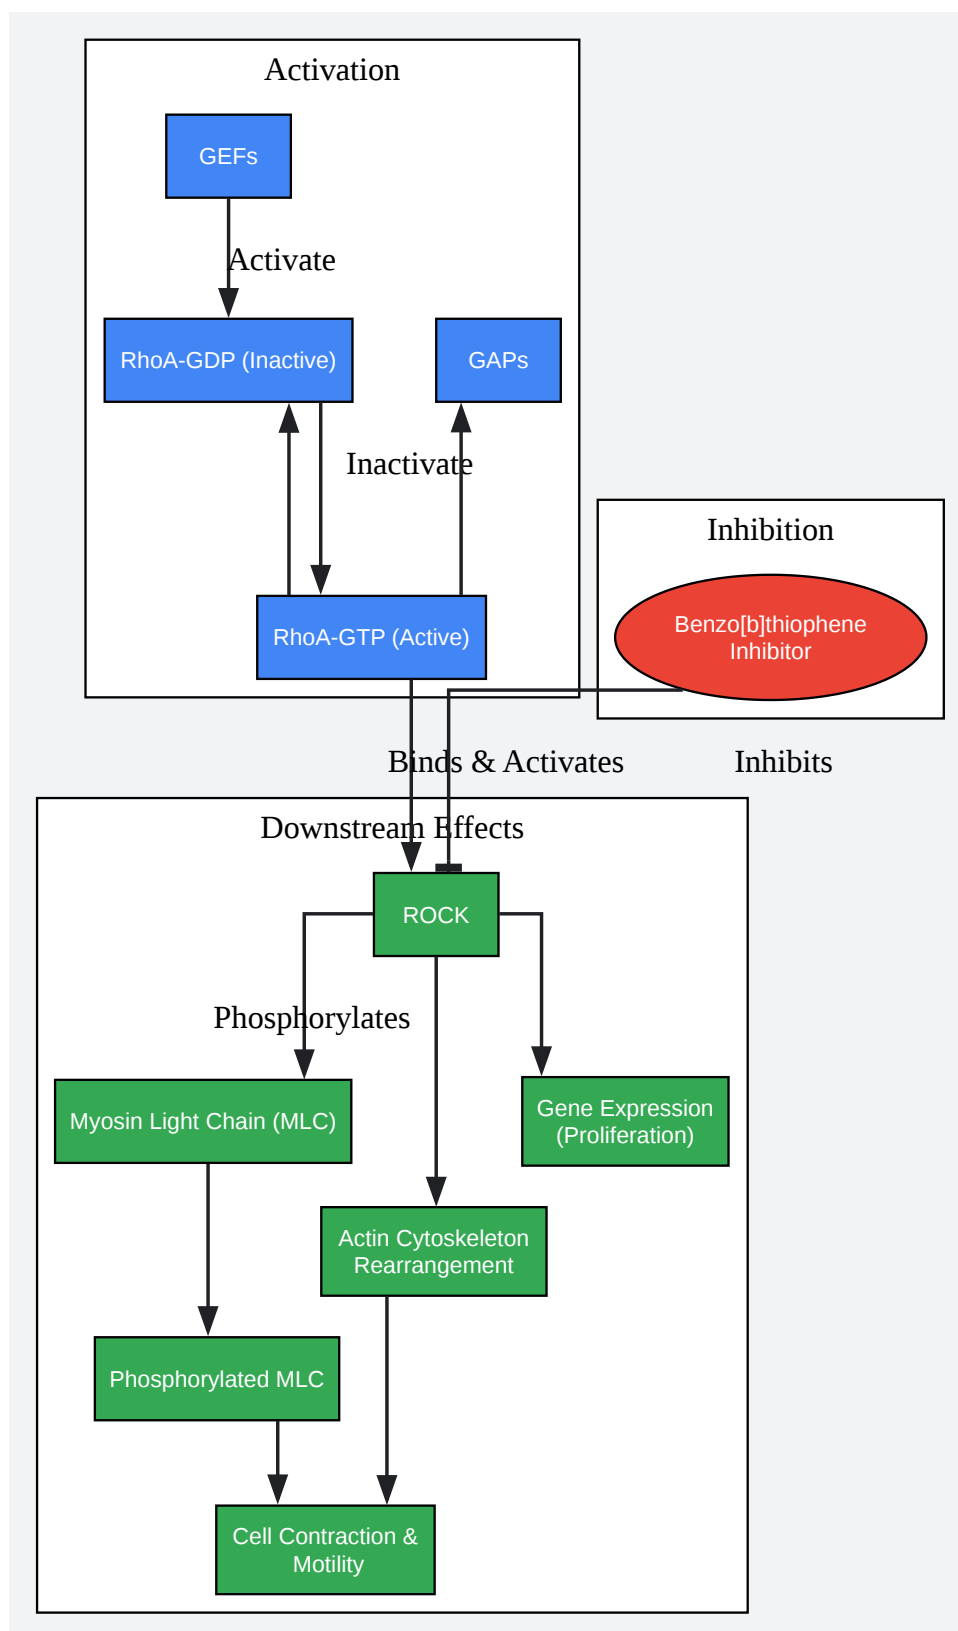 Activation
GEFs
Activate
RhoA-GDP (Inactive)
GAPs
Inactivate
RhoA-GTP (Active)
Inhibition
Benzo[b]thiophene
Inhibitor
Binds & Activates
Inhibits
Downstream Effects
ROCK
Phosphorylates
Myosin Light Chain (MLC)
Gene Expression
(Proliferation)
Actin Cytoskeleton
Rearrangement
Phosphorylated MLC
Cell Contraction &
Motility